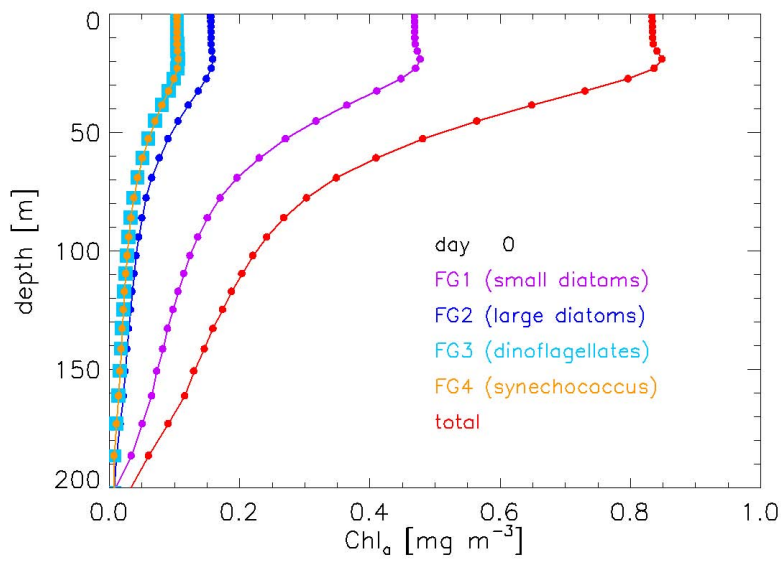 0
50
100
150
200
depth [m]
day 0
FG1 (small diatoms)
FG2 (large diatoms)
FG3 (dinoflagellates)
FG4 (synechococcus)
total
0.0 0.2 0.4 0.6 0.8 1.0
Chlₐ [mg m⁻³]